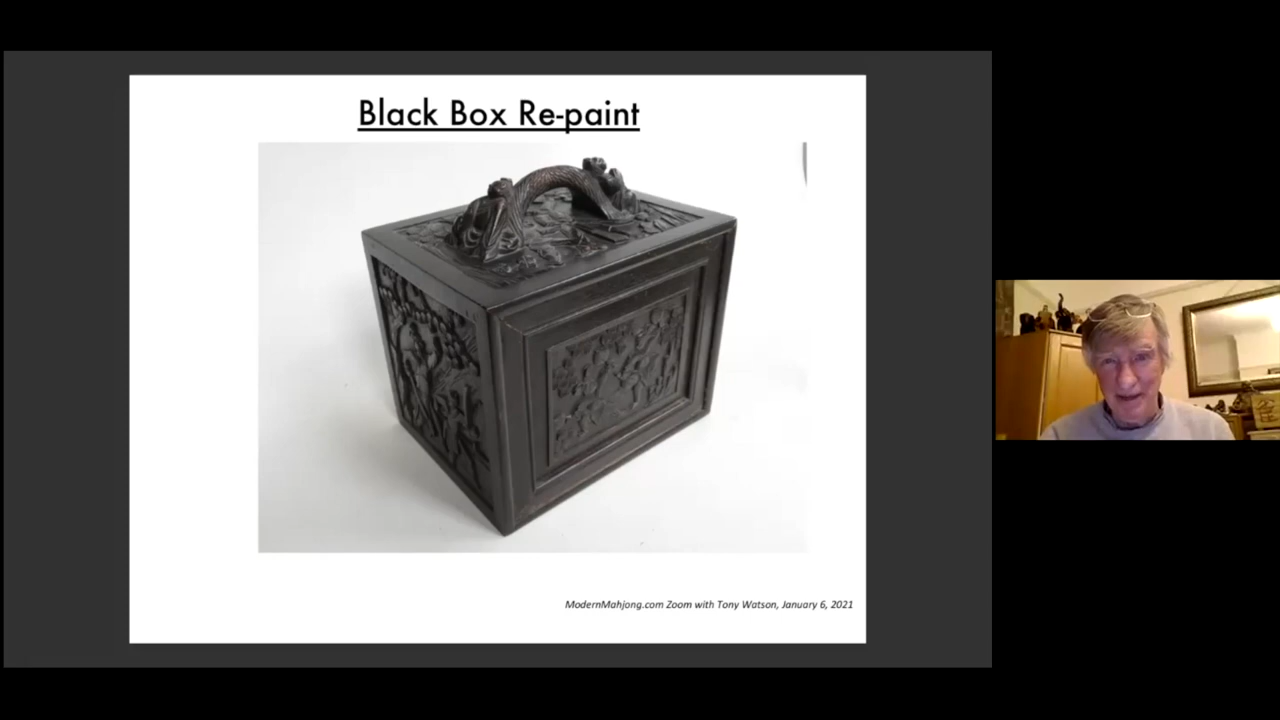 Black Box Re-paint
ModernMahjong.com Zoom with Tony Watson, January 6, 2021